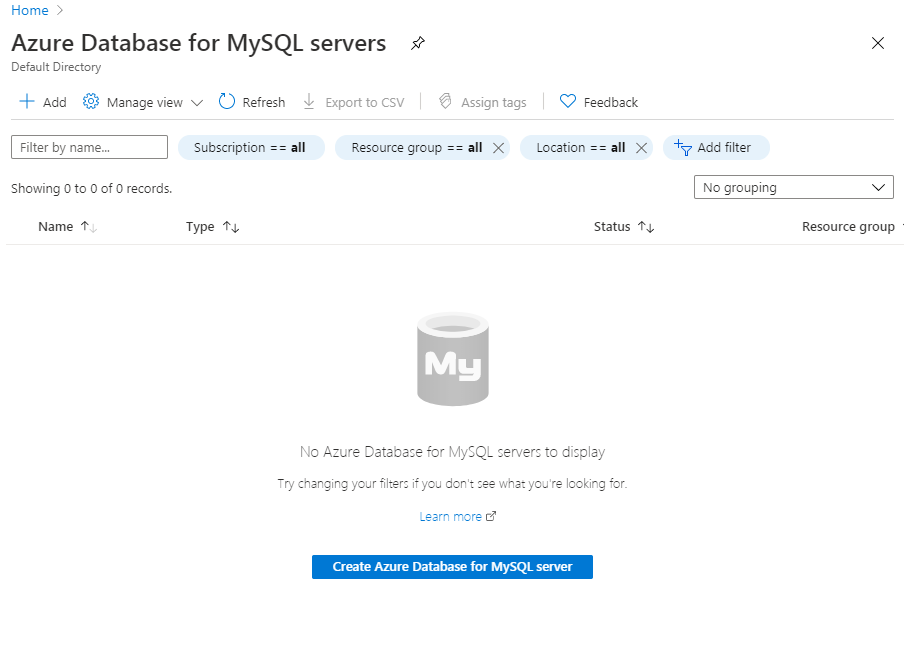 Home
Azure Database for MySQL servers
Default Directory
Add Manage view Refresh Export to CSV Assign tags Feedback
Filter by name... Subscription == all Resource group == all Location == all Add filter
Showing 0 to 0 of 0 records. No grouping
Name Type Status Resource group
My
No Azure Database for MySQL servers to display
Try changing your filters if you don't see what you're looking for.
Learn more
Create Azure Database for MySQL server